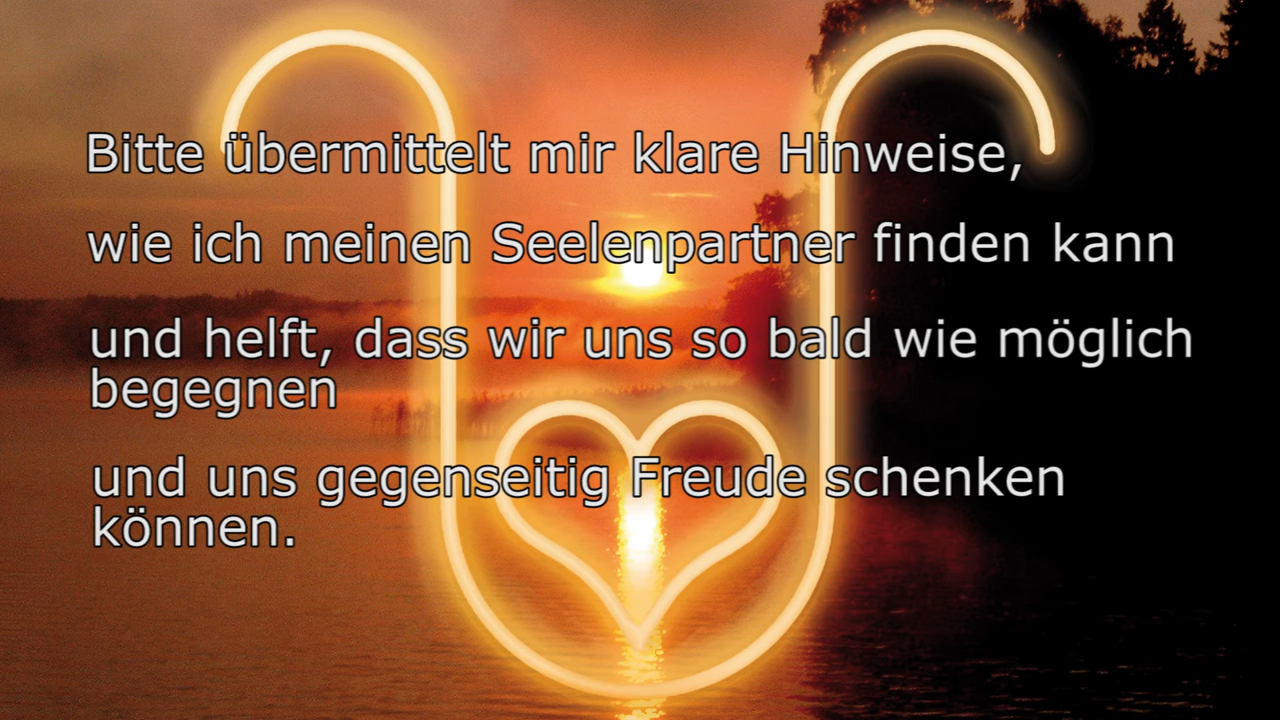 Bitte übermittelt mir klare Hinweise,
wie ich meinen Seelenpartner finden kann
und helft, dass wir uns so bald wie möglich
begegnen
und uns gegenseitig Freude schenken
können.